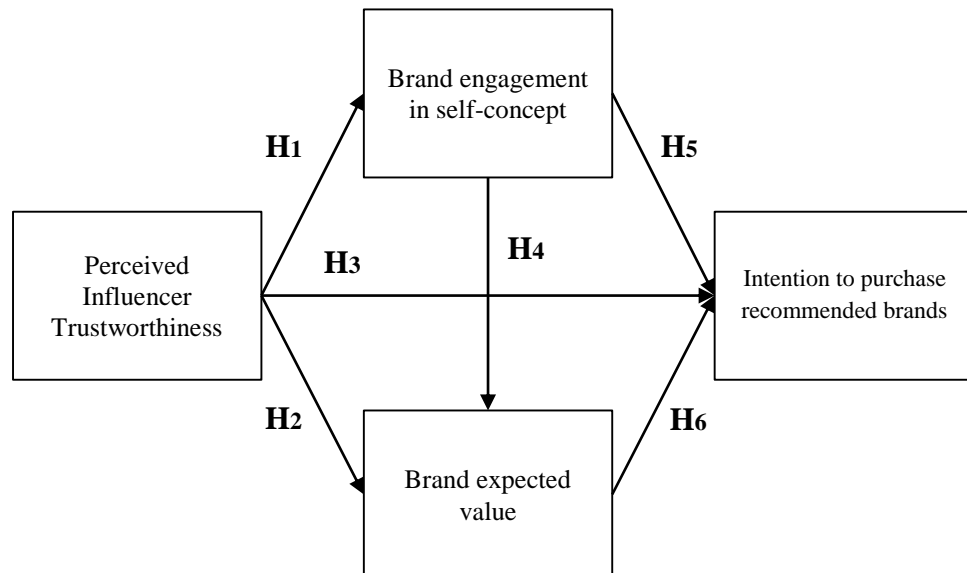 Brand engagement
in self-concept
H1
H5
Perceived
Influencer
Trustworthiness
H3
H4
Intention to purchase
recommended brands
H2
H6
Brand expected
value